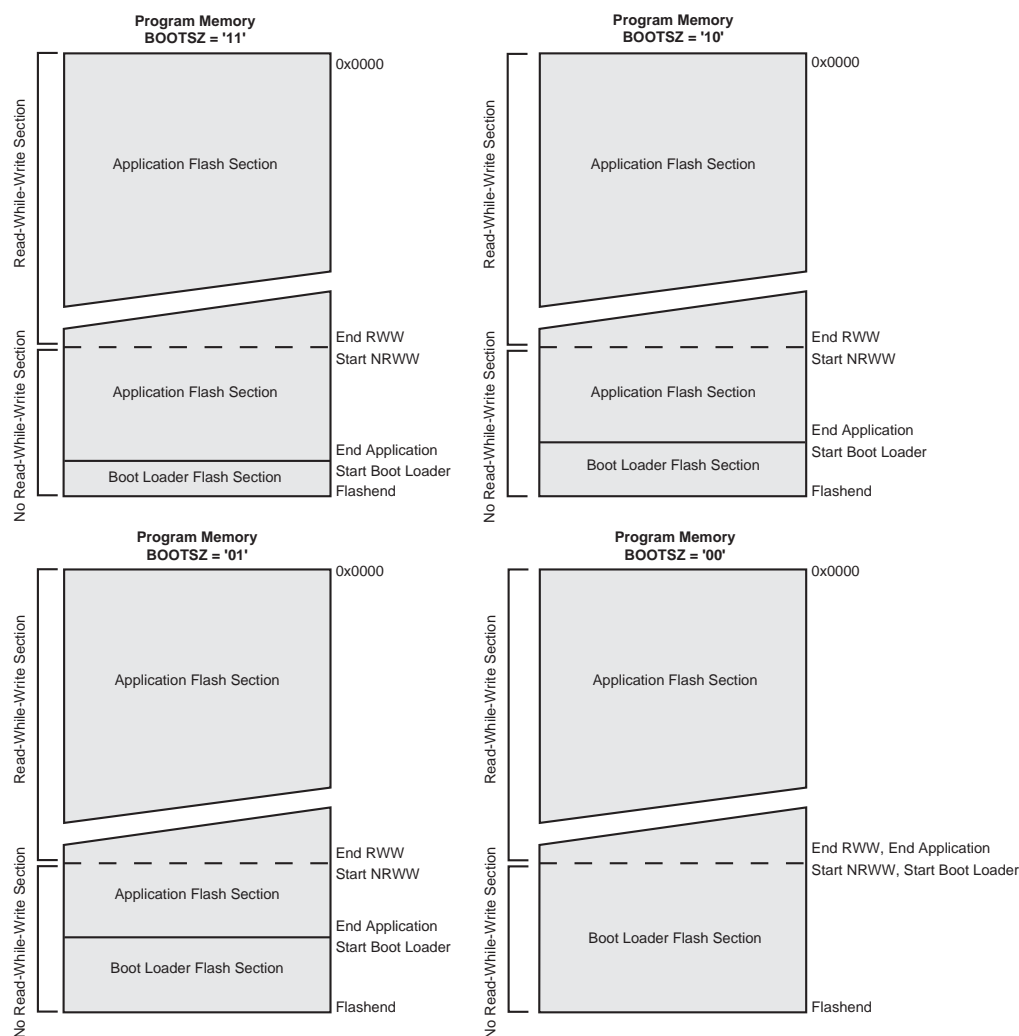 Program Memory
BOOTSZ = '11'
0x0000
Read-While-Write Section
Application Flash Section
End RWW
Start NRWW
No Read-While-Write Section
Application Flash Section
End Application
Start Boot Loader
Boot Loader Flash Section
Flashend
Program Memory
BOOTSZ = '10'
0x0000
Read-While-Write Section
Application Flash Section
End RWW
Start NRWW
No Read-While-Write Section
Application Flash Section
End Application
Start Boot Loader
Boot Loader Flash Section
Flashend
Program Memory
BOOTSZ = '01'
0x0000
Read-While-Write Section
Application Flash Section
End RWW
Start NRWW
No Read-While-Write Section
Application Flash Section
End Application
Start Boot Loader
Boot Loader Flash Section
Flashend
Program Memory
BOOTSZ = '00'
0x0000
Read-While-Write Section
Application Flash Section
End RWW, End Application
Start NRWW, Start Boot Loader
No Read-While-Write Section
Boot Loader Flash Section
Flashend